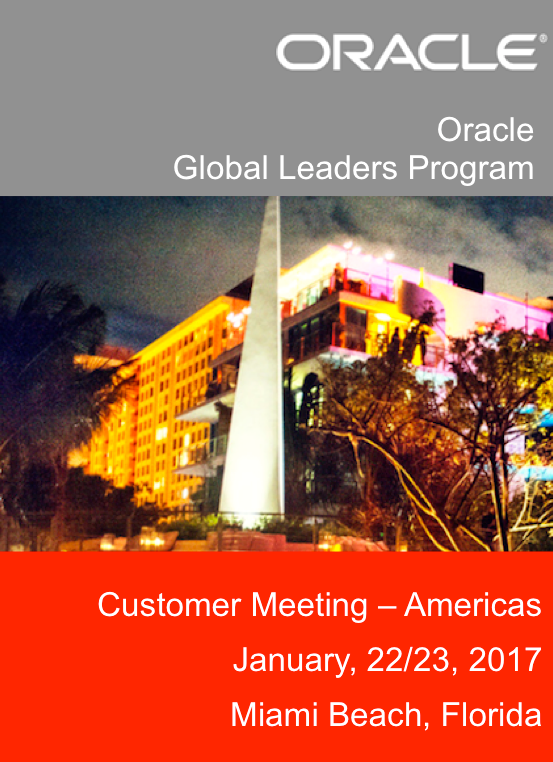 ORACLE®
Oracle
Global Leaders Program
Customer Meeting – Americas
January, 22/23, 2017
Miami Beach, Florida